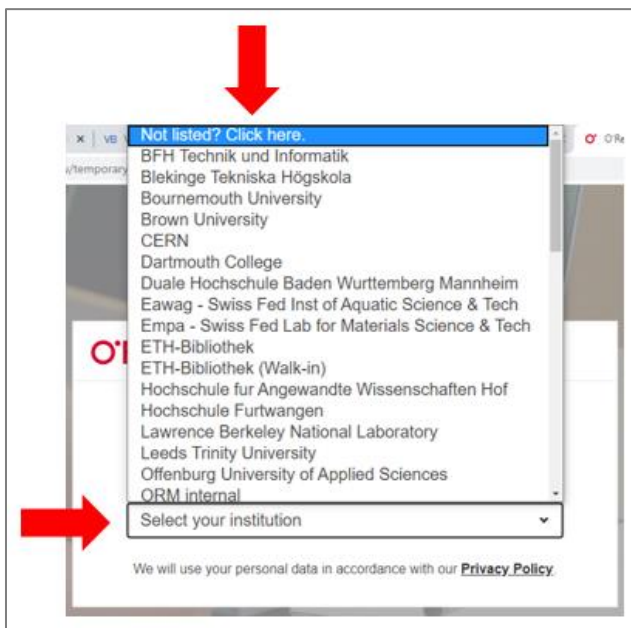 × VB
Not listed? Click here.
/temporary
BFH Technik und Informatik
Blekinge Tekniska Högskola
Bournemouth University
Brown University
CERN
Dartmouth College
Duale Hochschule Baden Wurttemberg Mannheim
Eawag - Swiss Fed Inst of Aquatic Science & Tech
Empa - Swiss Fed Lab for Materials Science & Tech
ETH-Bibliothek
ETH-Bibliothek (Walk-in)
Hochschule fur Angewandte Wissenschaften Hof
Hochschule Furtwangen
Lawrence Berkeley National Laboratory
Leeds Trinity University
Offenburg University of Applied Sciences
ORM internal
Select your institution
We will use your personal data in accordance with our Privacy Policy.